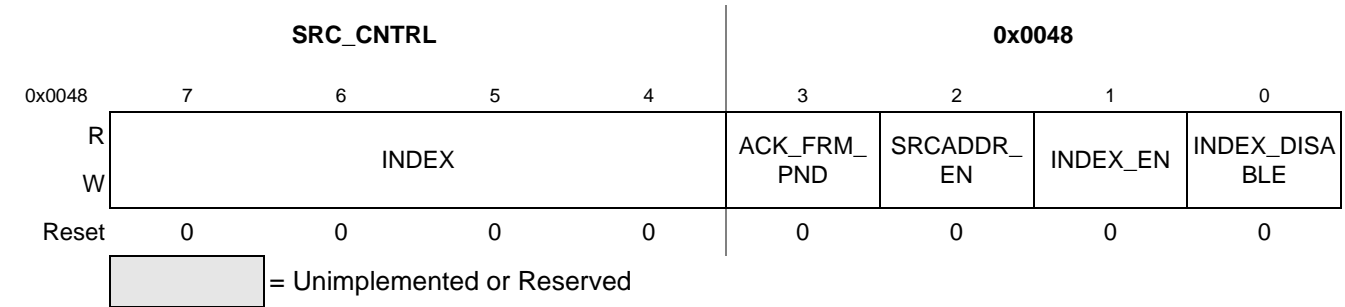 SRC_CNTRL 0x0048
0x0048 7 6 5 4 3 2 1 0
R
W
INDEX
ACK_FRM_
PND
SRCADDR_
EN
INDEX_EN
INDEX_DISA
BLE
Reset 0 0 0 0 0 0 0 0
= Unimplemented or Reserved